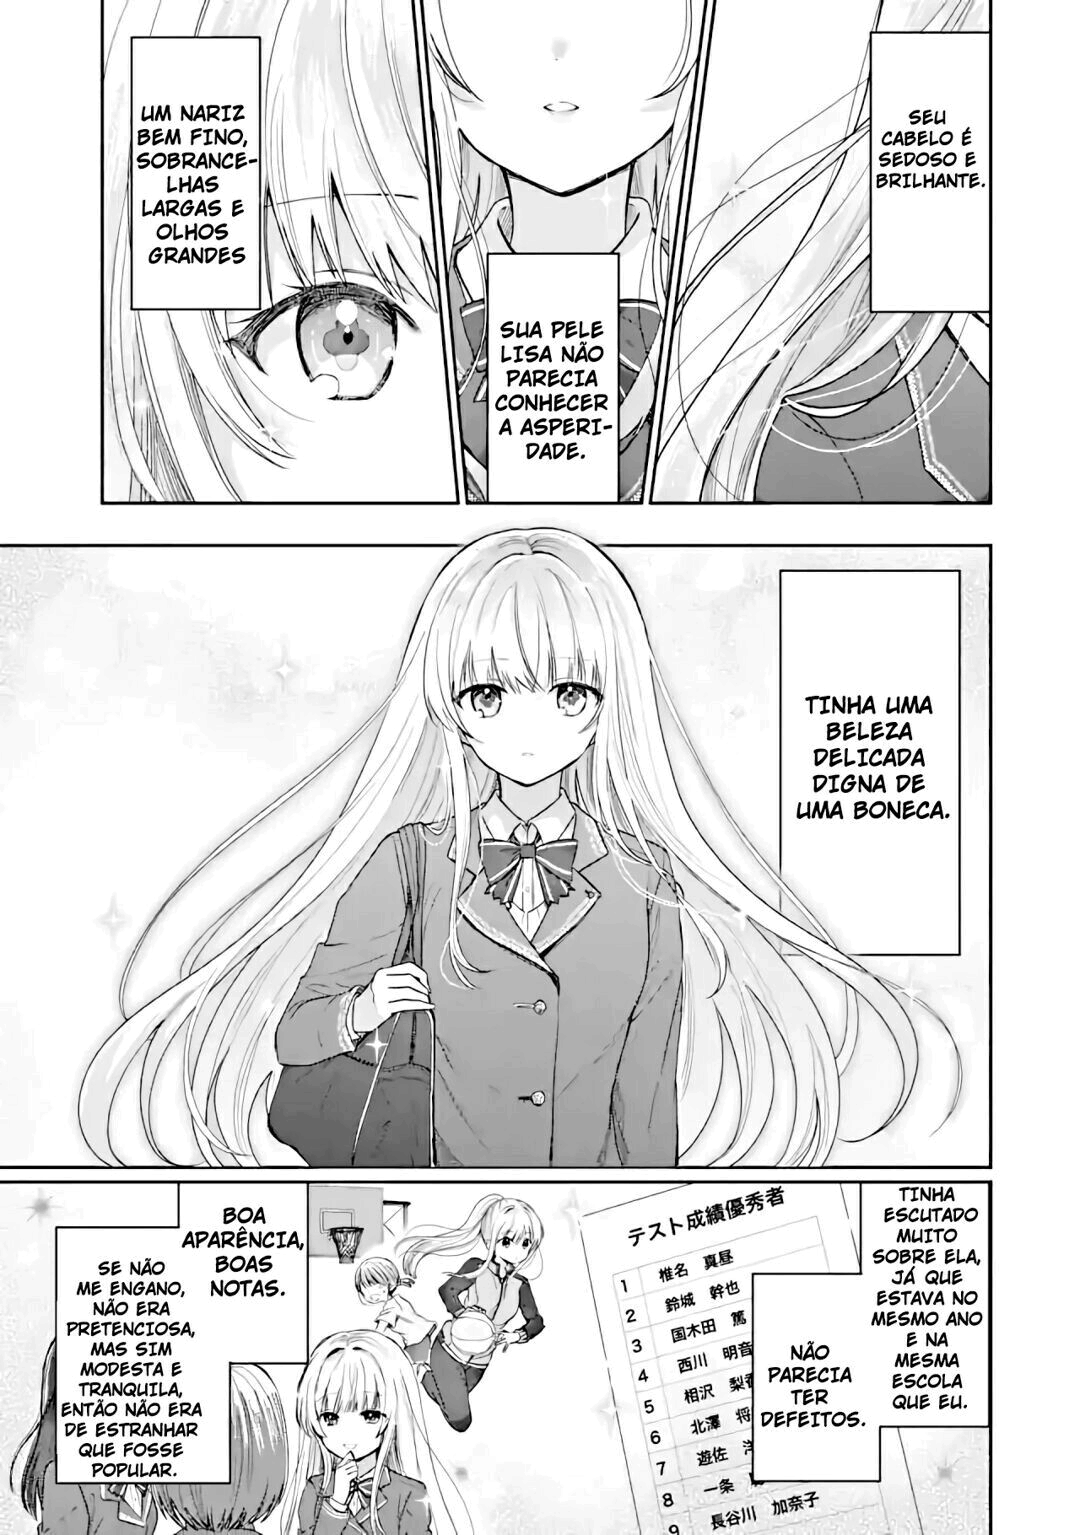 SEU
CABELO É
SEDOSO E
BRILHANTE.
SUA PELE
LISA NÃO
PARECIA
CONHECER
A ASPERI-
DADE.
UM NARIZ
BEM FINO,
SOBRANCE-
LHAS
LARGAS E
OLHOS
GRANDES
TINHA UMA
BELEZA
DELICADA
DIGNA DE
UMA BONECA.
TINHA
ESCUTADO
MUITO
SOBRE ELA,
JÁ QUE
ESTAVA NO
MESMO ANO
E NA
MESMA
ESCOLA
QUE EU.
NÃO
PARECIA
TER
DEFEITOS.
テスト成績優秀者
1 椎名 真昼
2 鈴城 幹也
3 国木田 篤
4 西川 明音
5 相沢 梨香
6 北澤 将
7 遊佐
8 一条
9 長谷川 加奈子
BOA
APARÊNCIA,
BOAS
NOTAS.
SE NÃO
ME ENGANO,
NÃO ERA
PRETENCIOSA,
MAS SIM
MODESTA E
TRANQUILA,
ENTÃO NÃO ERA
DE ESTRANHAR
QUE FOSSE
POPULAR.